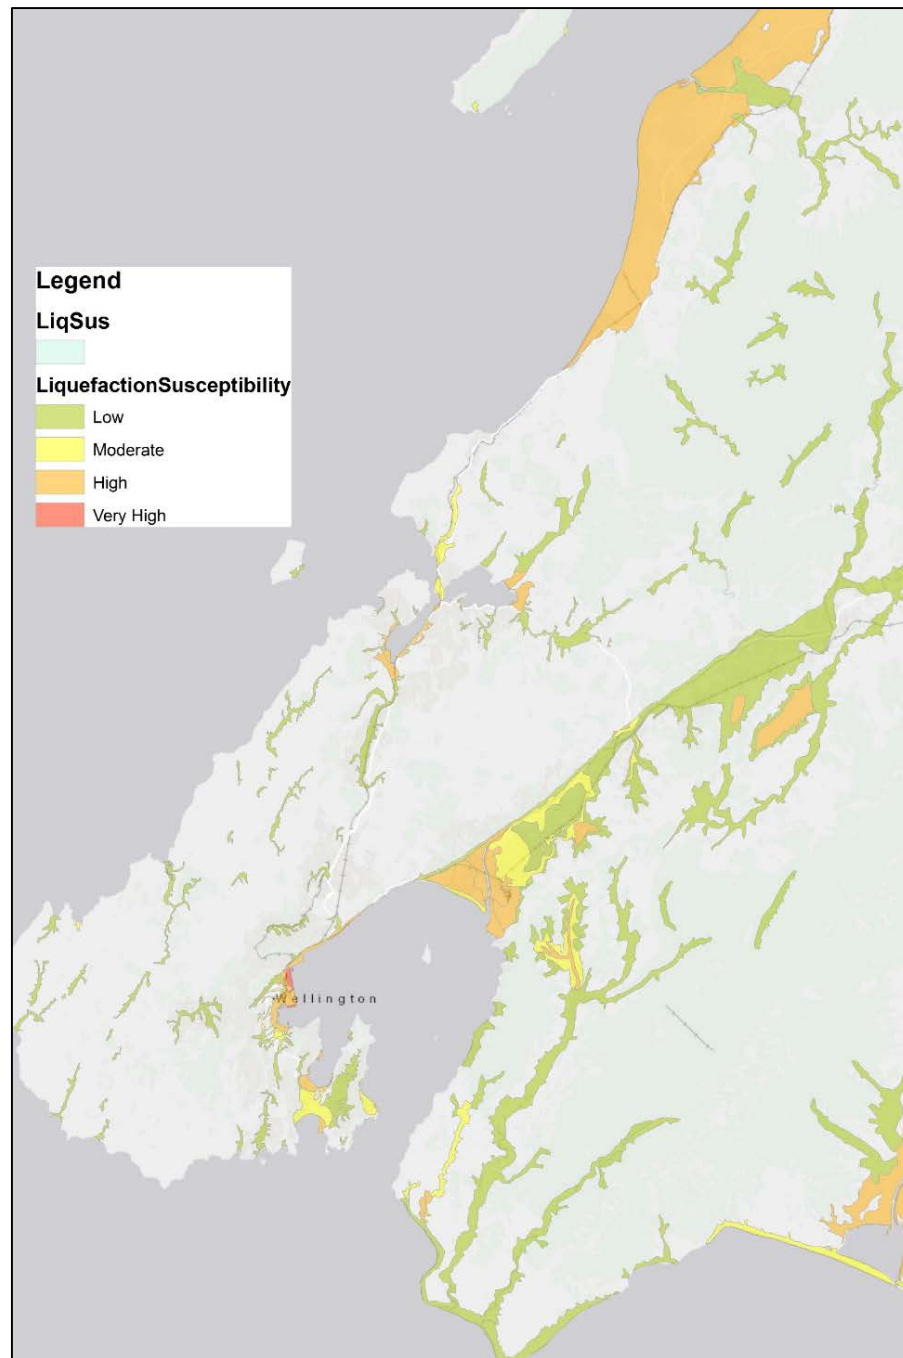 Legend
LiqSus
LiquefactionSusceptibility
Low
Moderate
High
Very High
Wellington